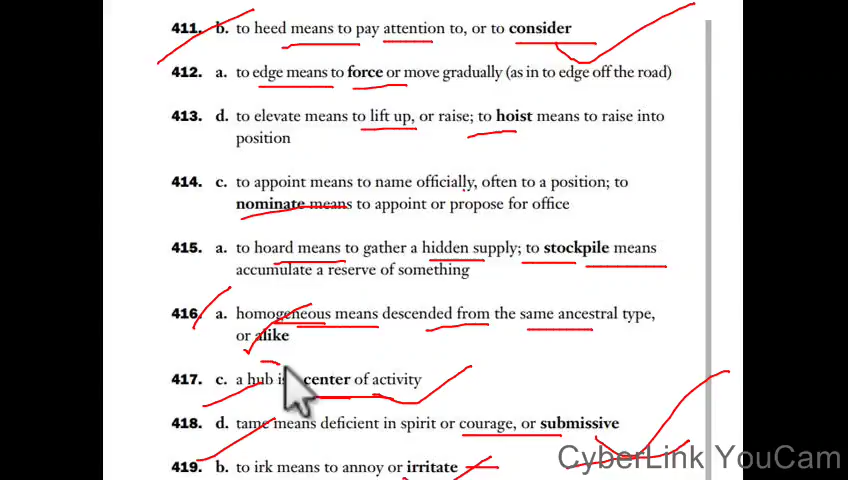 411. b. to heed means to pay attention to, or to consider
412. a. to edge means to force or move gradually (as in to edge off the road)
413. d. to elevate means to lift up, or raise; to hoist means to raise into
position
414. c. to appoint means to name officially, often to a position; to
nominate means to appoint or propose for office
415. a. to hoard means to gather a hidden supply; to stockpile means
accumulate a reserve of something
416. a. homogeneous means descended from the same ancestral type,
or alike
417. c. a hub is center of activity
418. d. tame means deficient in spirit or courage, or submissive
419. b. to irk means to annoy or irritate
CyberLink YouCam